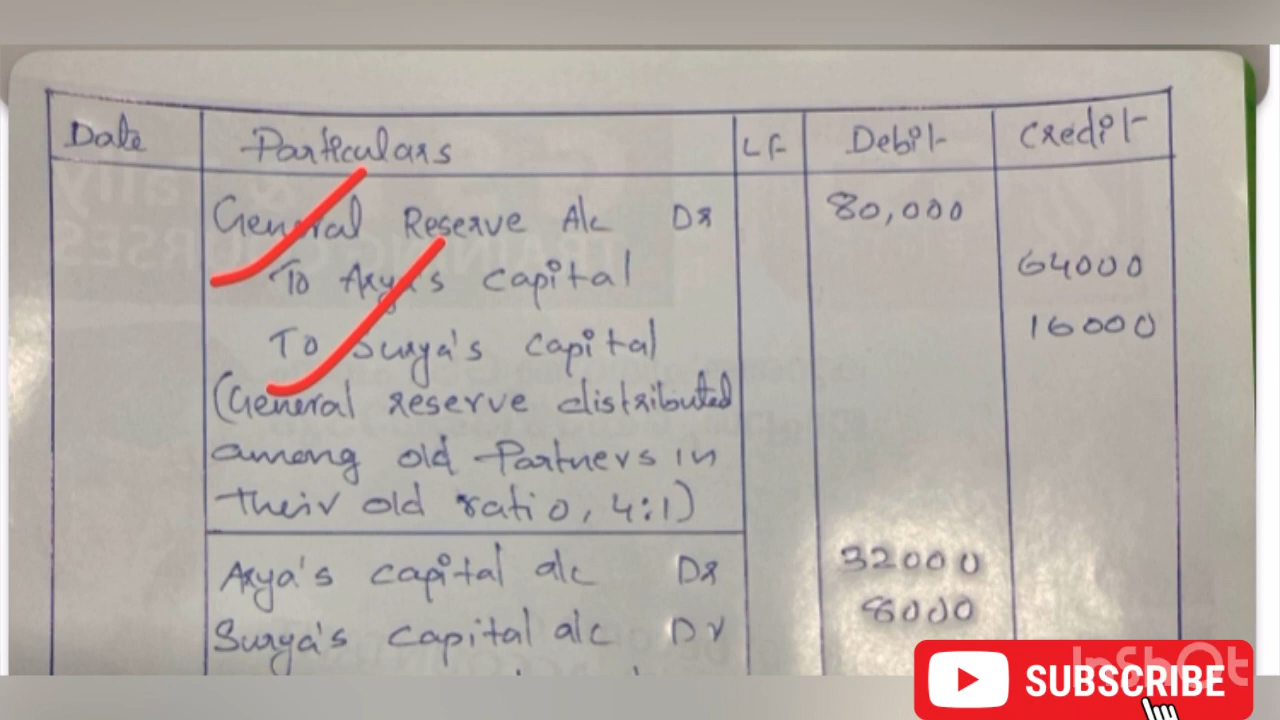 Date Particulars LF Debit Credit
General Reserve A/c Dr 80,000
To Arya's capital 64000
To Surya's capital 16000
(General reserve distributed
among old Partners in
their old ratio, 4:1)
Arya's capital a/c Dr 32000
Surya's capital a/c Dr 8000
InShOt
SUBSCRIBE